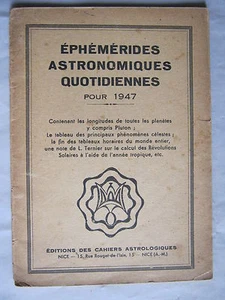 ÉPHÉMÉRIDES
ASTRONOMIQUES
QUOTIDIENNES
POUR 1947
Contenant les longitudes de toutes les planètes
y compris Pluton ;
Le tableau des principaux phénomènes célestes ;
la fin des tableaux horaires du monde entier,
une note de L. Ternier sur le calcul des Révolutions
Solaires à l'aide de l'année tropique, etc.
ÉDITIONS DES CAHIERS ASTROLOGIQUES
NICE — 15, Rue Rouget-de-l'Isle, 15 — NICE (A.-M.)